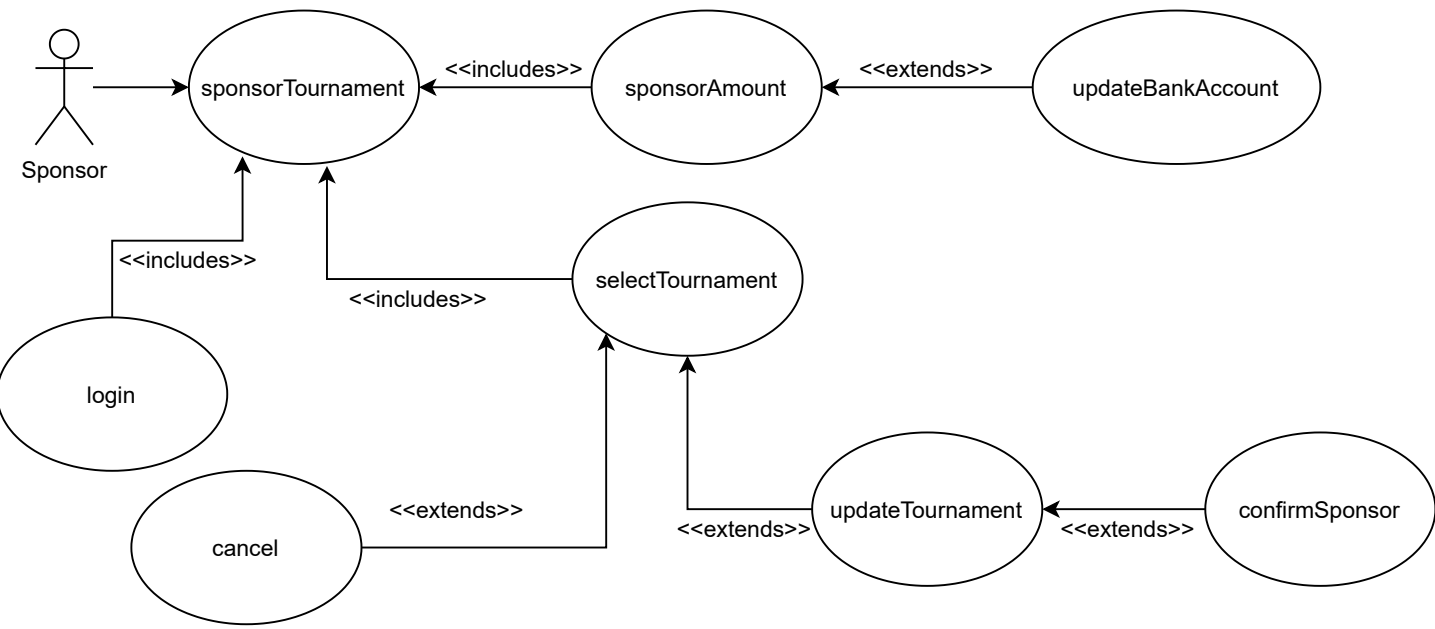 <<includes>>
<<extends>>
sponsorTournament
sponsorAmount
updateBankAccount
Sponsor
<<includes>>
selectTournament
<<includes>>
login
<<extends>>
updateTournament
confirmSponsor
<<extends>>
<<extends>>
cancel